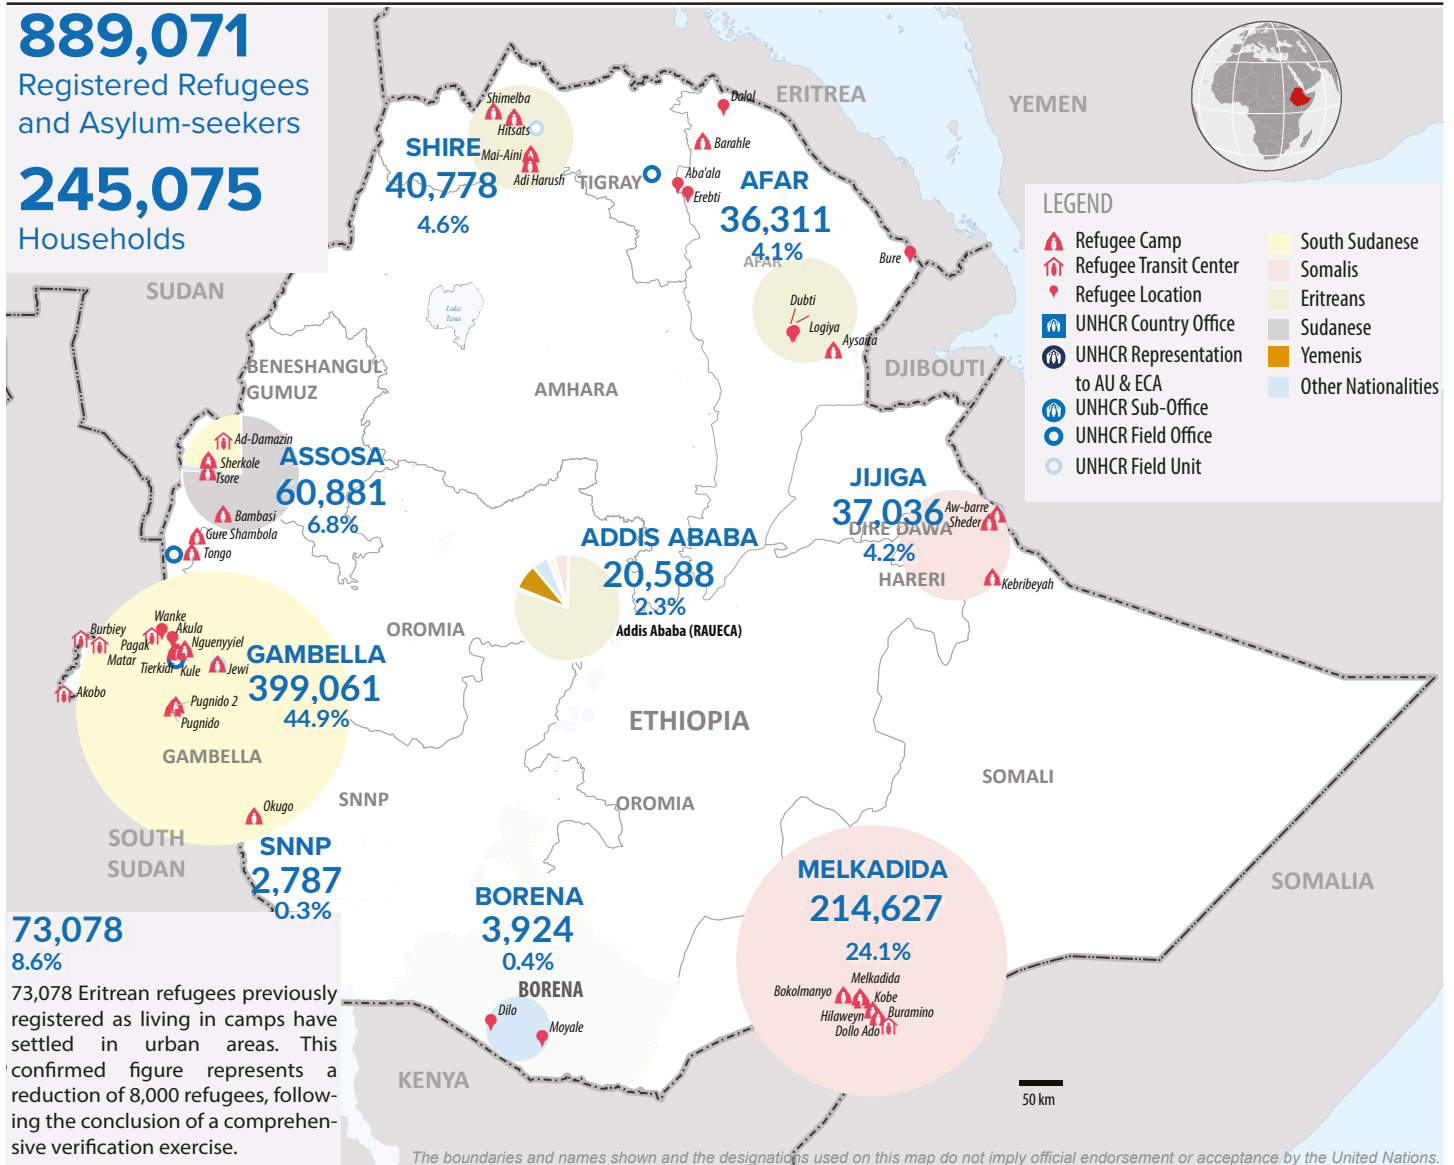 889,071
Registered Refugees
and Asylum-seekers
245,075
Households
SUDAN
ERITREA
YEMEN
Shimelba
Hitsats
Mai-Aini
Adi Harush
SHIRE
40,778
4.6%
TIGRAY
Dalol
Barahle
Aba'ala
Erebti
AFAR
36,311
4.1%
AFAR
Bure
Dubti
Logiya
Aysaita
DJIBOUTI
Lake
Tana
BENESHANGUL
GUMUZ
AMHARA
LEGEND
Refugee Camp
Refugee Transit Center
Refugee Location
UNHCR Country Office
UNHCR Representation
to AU & ECA
UNHCR Sub-Office
UNHCR Field Office
UNHCR Field Unit
South Sudanese
Somalis
Eritreans
Sudanese
Yemenis
Other Nationalities
Ad-Damazin
Sherkole
Tsore
Bambasi
Gure Shambola
Tongo
ASSOSA
60,881
6.8%
JIJIGA
37,036
DIRE DAWA
4.2%
HARERI
Aw-barre
Sheder
Kebribeyah
ADDIS ABABA
20,588
2.3%
Addis Ababa (RAUECA)
OROMIA
Wanke
Burbiey
Akula
Pagak
Nguenyyiel
Matar
Tierkidi
Kule
Jewi
Akobo
Pugnido 2
Pugnido
GAMBELLA
399,061
44.9%
GAMBELLA
Okugo
ETHIOPIA
SOMALI
SNNP
OROMIA
SOUTH
SUDAN
SNNP
2,787
0.3%
BORENA
3,924
0.4%
BORENA
Dilo
Moyale
MELKADIDA
214,627
24.1%
Melkadida
Bokolmanyo
Kobe
Hilaweyn
Buramino
Dollo Ado
SOMALIA
KENYA
50 km
73,078
8.6%
73,078 Eritrean refugees previously
registered as living in camps have
settled in urban areas. This
confirmed figure represents a
reduction of 8,000 refugees, follow-
ing the conclusion of a comprehen-
sive verification exercise.
The boundaries and names shown and the designations used on this map do not imply official endorsement or acceptance by the United Nations.